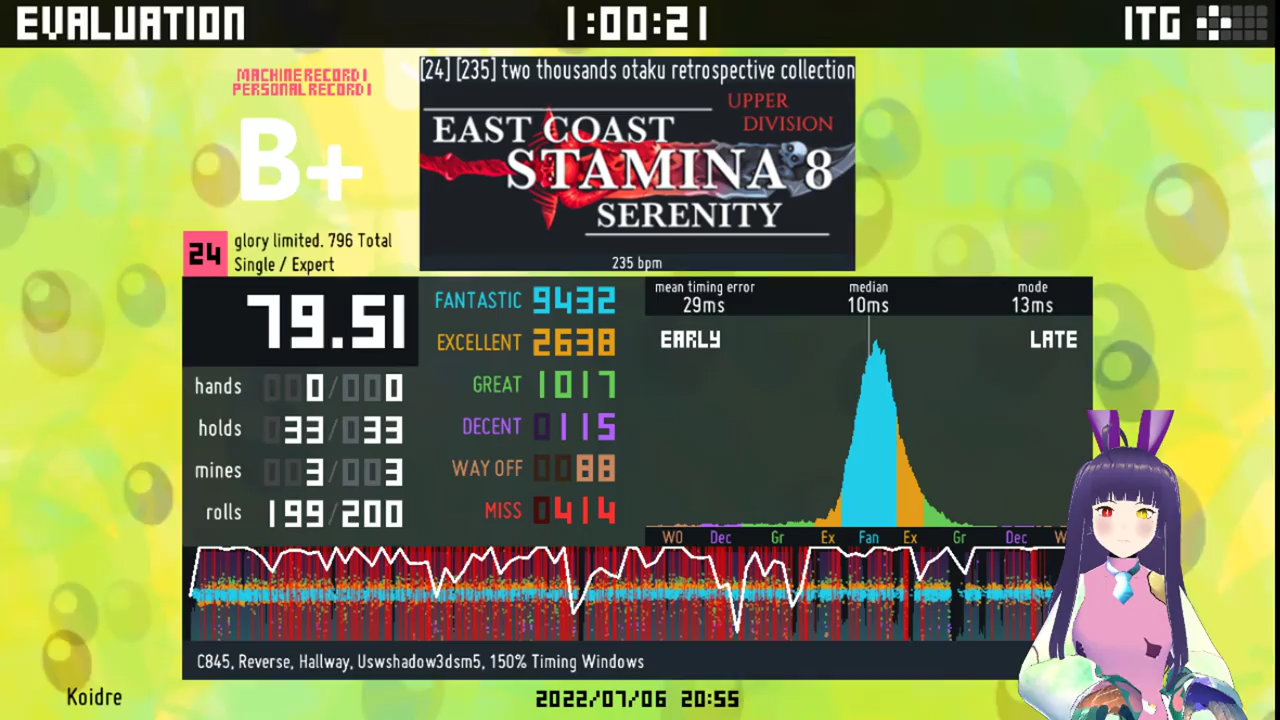 EVALUATION
1:00:21
ITG
MACHINE RECORD!
PERSONAL RECORD!
B+
[24] [235] two thousands otaku retrospective collection
UPPER
DIVISION
EAST COAST
STAMINA 8
SERENITY
235 bpm
24
glory limited. 796 Total
Single / Expert
79.51
FANTASTIC 9432
EXCELLENT 2638
GREAT 1017
DECENT 0115
WAY OFF 0088
MISS 0414
hands 000/000
holds 033/033
mines 003/003
rolls 199/200
mean timing error
29ms
median
10ms
mode
13ms
EARLY
LATE
WO Dec Gr Ex Fan Ex Gr Dec W
C845, Reverse, Hallway, Uswshadow3dsm5, 150% Timing Windows
Koidre
2022/07/06 20:55